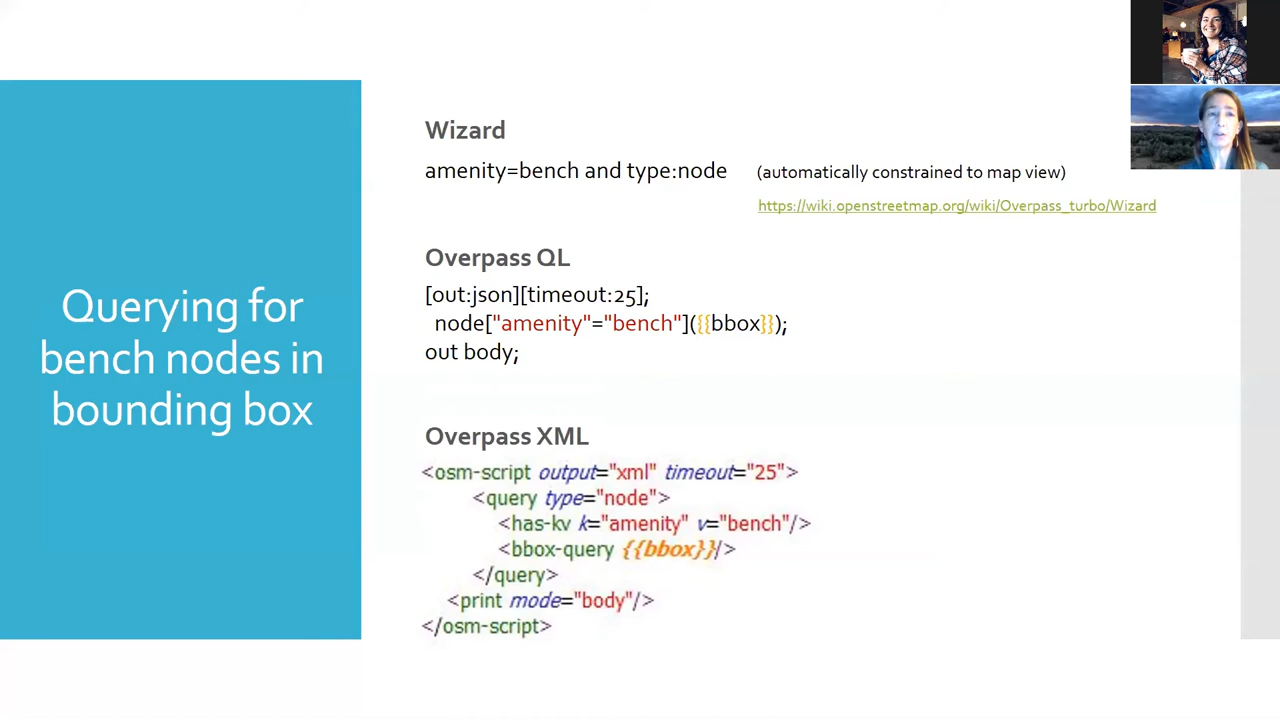 Querying for
bench nodes in
bounding box
Wizard
amenity=bench and type:node (automatically constrained to map view)
https://wiki.openstreetmap.org/wiki/Overpass_turbo/Wizard
Overpass QL
[out:json][timeout:25];
node["amenity"="bench"]({{bbox}});
out body;
Overpass XML
<osm-script output="xml" timeout="25">
<query type="node">
<has-kv k="amenity" v="bench"/>
<bbox-query {{bbox}}/>
</query>
<print mode="body"/>
</osm-script>